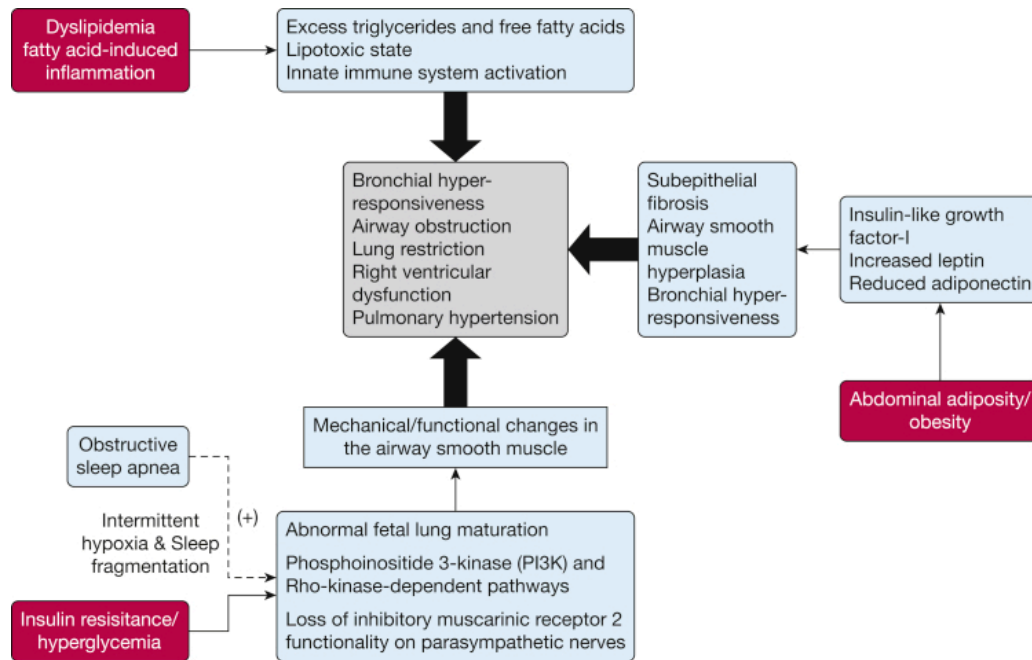 Dyslipidemia
fatty acid-induced
inflammation
Excess triglycerides and free fatty acids
Lipotoxic state
Innate immune system activation
Bronchial hyper-
responsiveness
Airway obstruction
Lung restriction
Right ventricular
dysfunction
Pulmonary hypertension
Subepithelial
fibrosis
Airway smooth
muscle
hyperplasia
Bronchial hyper-
responsiveness
Insulin-like growth
factor-I
Increased leptin
Reduced adiponectin
Abdominal adiposity/
obesity
Mechanical/functional changes in
the airway smooth muscle
Obstructive
sleep apnea
(+)
Intermittent
hypoxia & Sleep
fragmentation
Abnormal fetal lung maturation
Phosphoinositide 3-kinase (PI3K) and
Rho-kinase-dependent pathways
Loss of inhibitory muscarinic receptor 2
functionality on parasympathetic nerves
Insulin resisitance/
hyperglycemia